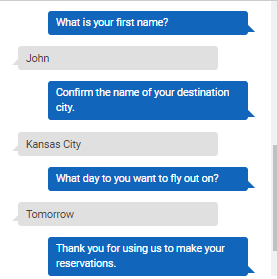 What is your first name?
John
Confirm the name of your destination
city.
Kansas City
What day to you want to fly out on?
Tomorrow
Thank you for using us to make your
reservations.